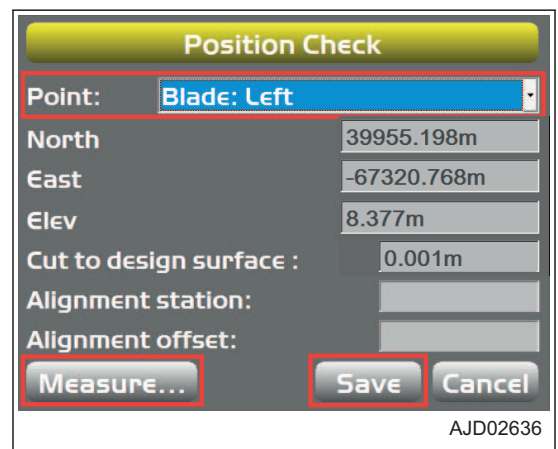 Position Check
Point: Blade: Left
North 39955.198m
East -67320.768m
Elev 8.377m
Cut to design surface : 0.001m
Alignment station:
Alignment offset:
Measure... Save Cancel
AJD02636